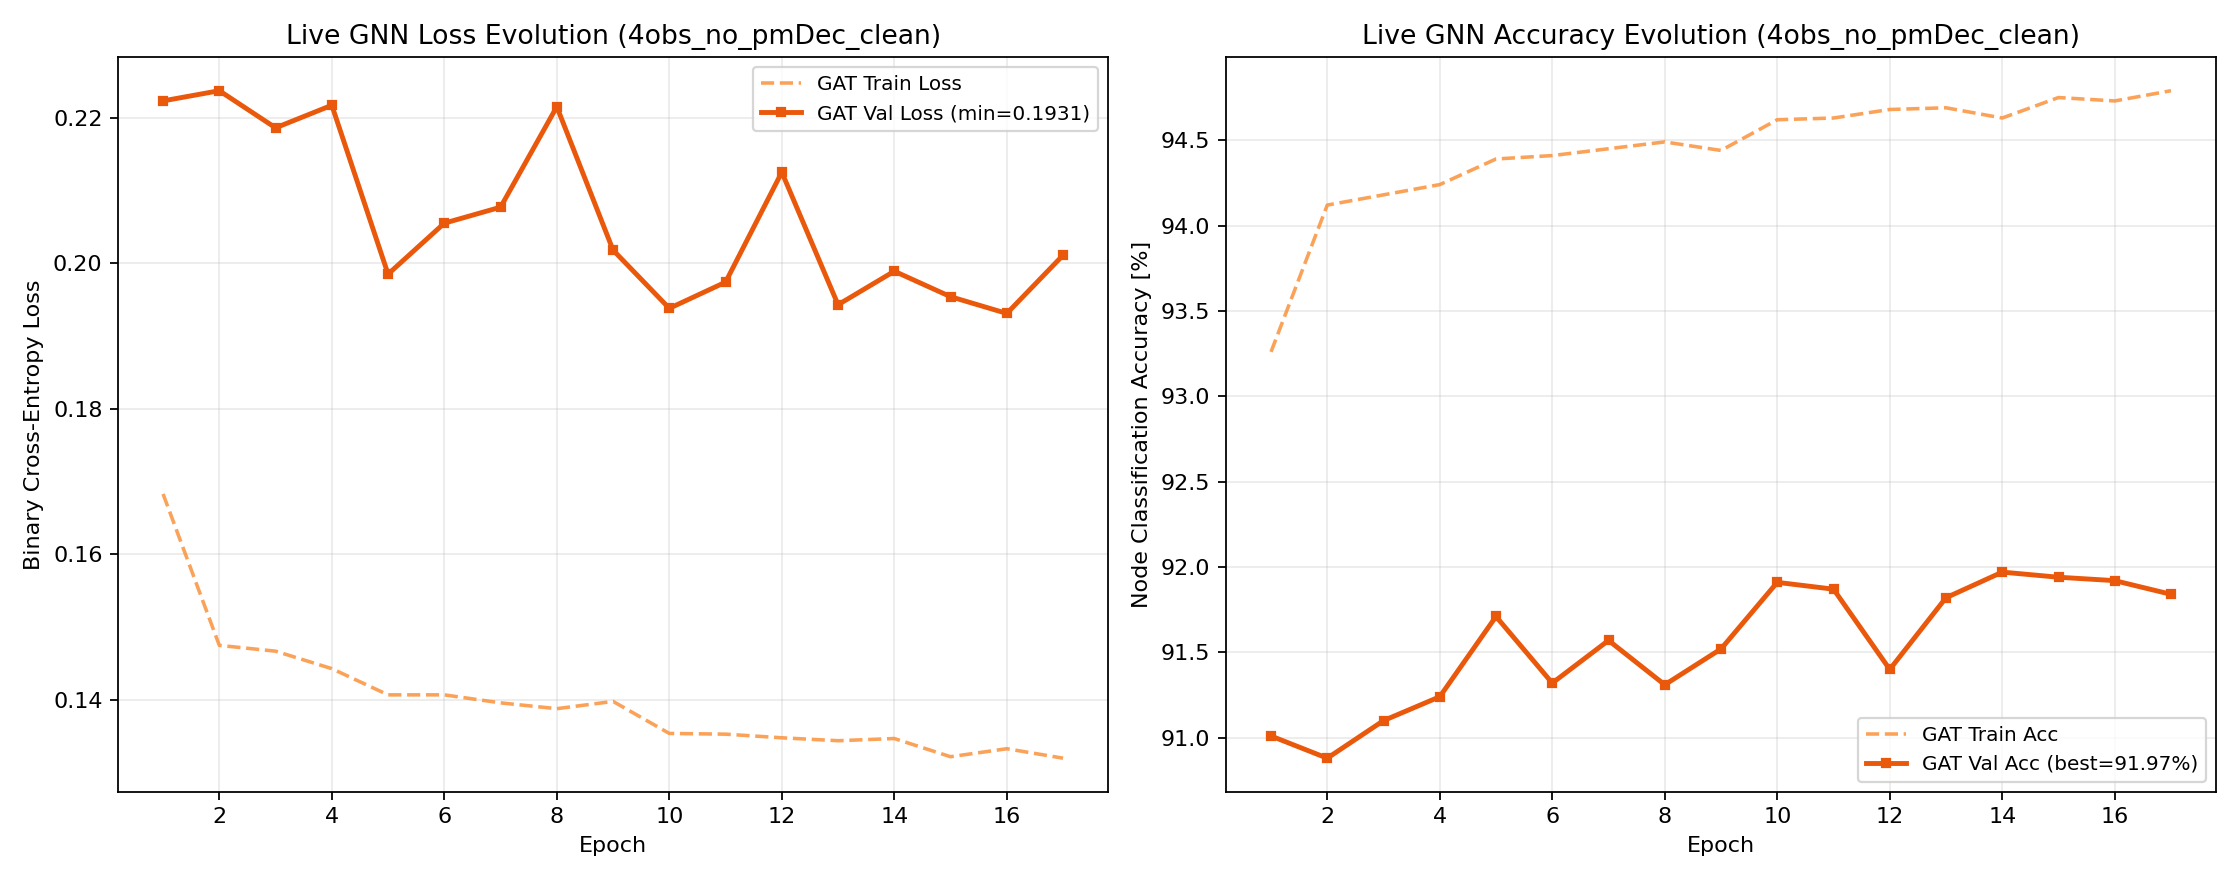 Live GNN Loss Evolution (4obs_no_pmDec_clean)
GAT Train Loss
GAT Val Loss (min=0.1931)
Binary Cross-Entropy Loss
0.22
0.20
0.18
0.16
0.14
2 4 6 8 10 12 14 16
Epoch
Live GNN Accuracy Evolution (4obs_no_pmDec_clean)
Node Classification Accuracy [%]
94.5
94.0
93.5
93.0
92.5
92.0
91.5
91.0
GAT Train Acc
GAT Val Acc (best=91.97%)
2 4 6 8 10 12 14 16
Epoch